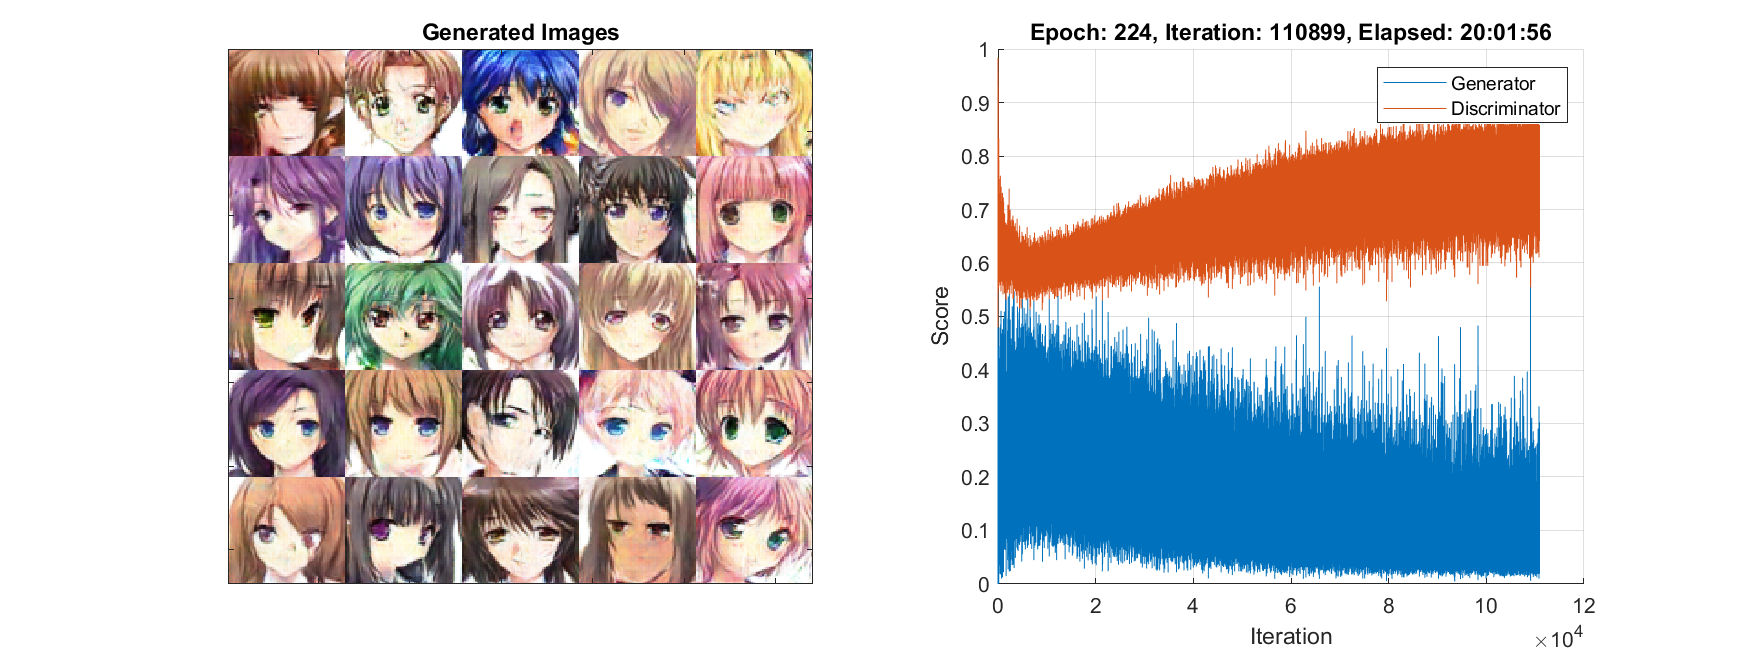 Generated Images
Epoch: 224, Iteration: 110899, Elapsed: 20:01:56
Generator
Discriminator
Score
1
0.9
0.8
0.7
0.6
0.5
0.4
0.3
0.2
0.1
0
0 2 4 6 8 10 12
Iteration
×10⁴